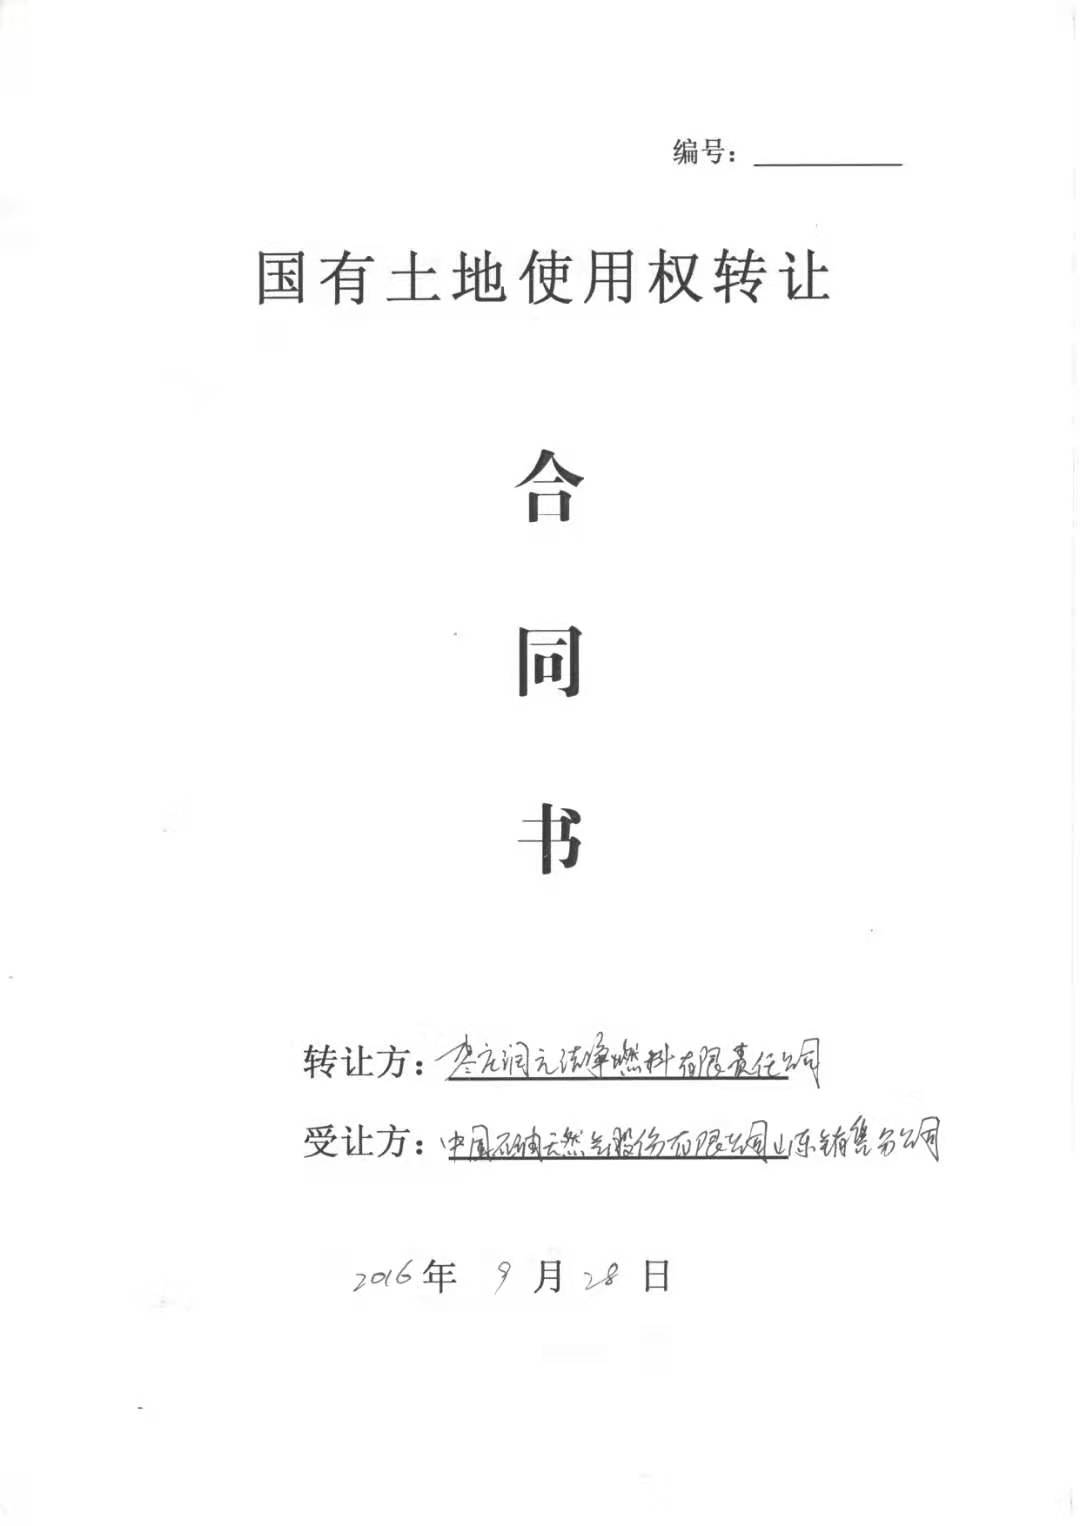 编号：
国有土地使用权转让
合
同
书
转让方：枣庄润元洁净燃料有限责任公司
受让方：中国石油天然气股份有限公司山东销售分公司
2016年 9月 28日